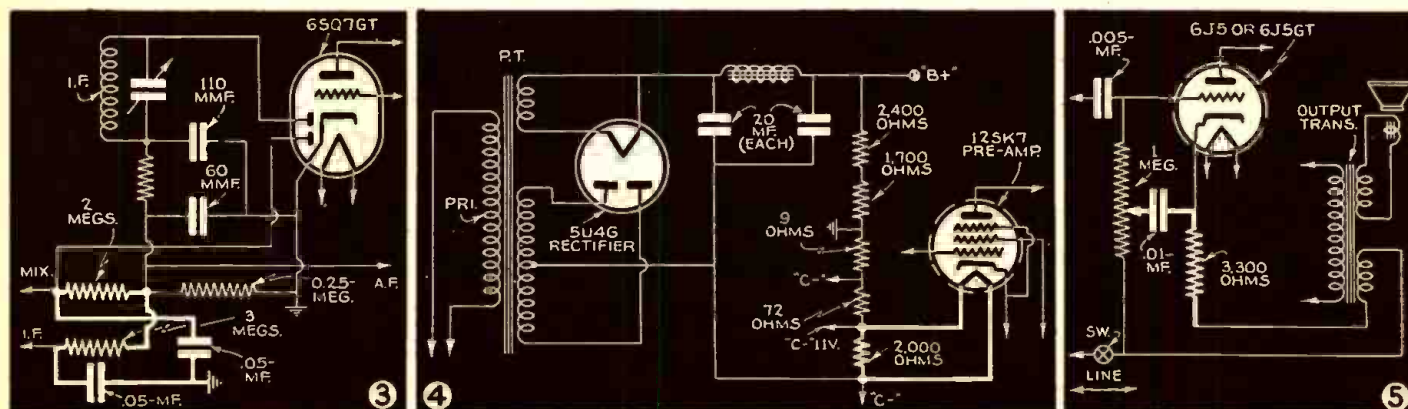 6SQ7GT
I.F.
110
MMF.
60
MMF.
2
MEGS.
MIX.
0.25-
MEG.
A.F.
3
MEGS.
I.F.
.05-
MF.
.05-MF.
3
4
P.T.
PRI.
5U4G
RECTIFIER
20
MF.
(EACH)
"B+"
2,400
OHMS
1,700
OHMS
9
OHMS
"C-"
72
OHMS
"C-"11V.
2,000
OHMS
"C-"
12SK7
PRE-AMP.
6J5 OR 6J5GT
.005-
MF.
1
MEG.
.01-
MF.
3,300
OHMS
OUTPUT
TRANS.
SW.
LINE
5